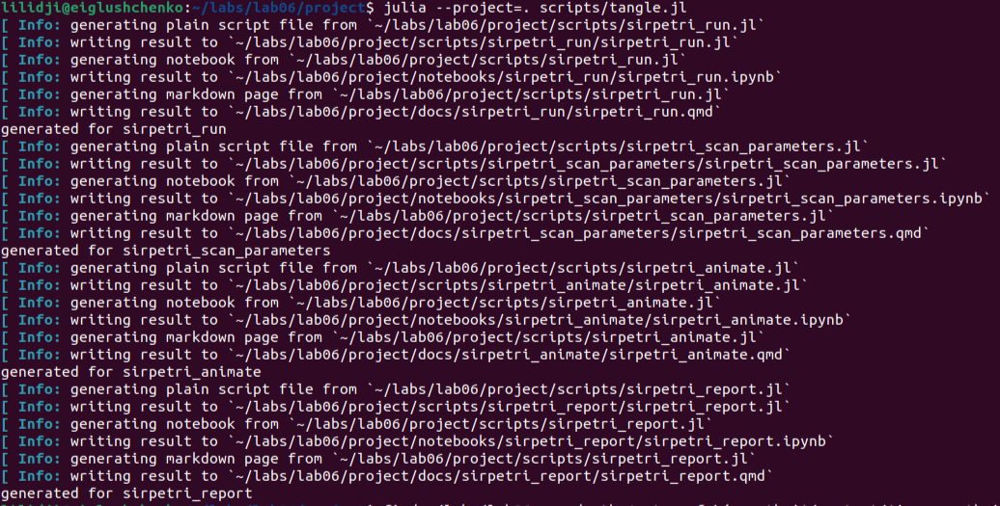 lilidji@eiglushchenko:~/labs/lab06/project$ julia --project=. scripts/tangle.jl
[ Info: generating plain script file from `~/labs/lab06/project/scripts/sirpetri_run.jl`
[ Info: writing result to `~/labs/lab06/project/scripts/sirpetri_run/sirpetri_run.jl`
[ Info: generating notebook from `~/labs/lab06/project/scripts/sirpetri_run.jl`
[ Info: writing result to `~/labs/lab06/project/notebooks/sirpetri_run/sirpetri_run.ipynb`
[ Info: generating markdown page from `~/labs/lab06/project/scripts/sirpetri_run.jl`
[ Info: writing result to `~/labs/lab06/project/docs/sirpetri_run/sirpetri_run.qmd`
generated for sirpetri_run
[ Info: generating plain script file from `~/labs/lab06/project/scripts/sirpetri_scan_parameters.jl`
[ Info: writing result to `~/labs/lab06/project/scripts/sirpetri_scan_parameters/sirpetri_scan_parameters.jl`
[ Info: generating notebook from `~/labs/lab06/project/scripts/sirpetri_scan_parameters.jl`
[ Info: writing result to `~/labs/lab06/project/notebooks/sirpetri_scan_parameters/sirpetri_scan_parameters.ipynb`
[ Info: generating markdown page from `~/labs/lab06/project/scripts/sirpetri_scan_parameters.jl`
[ Info: writing result to `~/labs/lab06/project/docs/sirpetri_scan_parameters/sirpetri_scan_parameters.qmd`
generated for sirpetri_scan_parameters
[ Info: generating plain script file from `~/labs/lab06/project/scripts/sirpetri_animate.jl`
[ Info: writing result to `~/labs/lab06/project/scripts/sirpetri_animate/sirpetri_animate.jl`
[ Info: generating notebook from `~/labs/lab06/project/scripts/sirpetri_animate.jl`
[ Info: writing result to `~/labs/lab06/project/notebooks/sirpetri_animate/sirpetri_animate.ipynb`
[ Info: generating markdown page from `~/labs/lab06/project/scripts/sirpetri_animate.jl`
[ Info: writing result to `~/labs/lab06/project/docs/sirpetri_animate/sirpetri_animate.qmd`
generated for sirpetri_animate
[ Info: generating plain script file from `~/labs/lab06/project/scripts/sirpetri_report.jl`
[ Info: writing result to `~/labs/lab06/project/scripts/sirpetri_report/sirpetri_report.jl`
[ Info: generating notebook from `~/labs/lab06/project/scripts/sirpetri_report.jl`
[ Info: writing result to `~/labs/lab06/project/notebooks/sirpetri_report/sirpetri_report.ipynb`
[ Info: generating markdown page from `~/labs/lab06/project/scripts/sirpetri_report.jl`
[ Info: writing result to `~/labs/lab06/project/docs/sirpetri_report/sirpetri_report.qmd`
generated for sirpetri_report